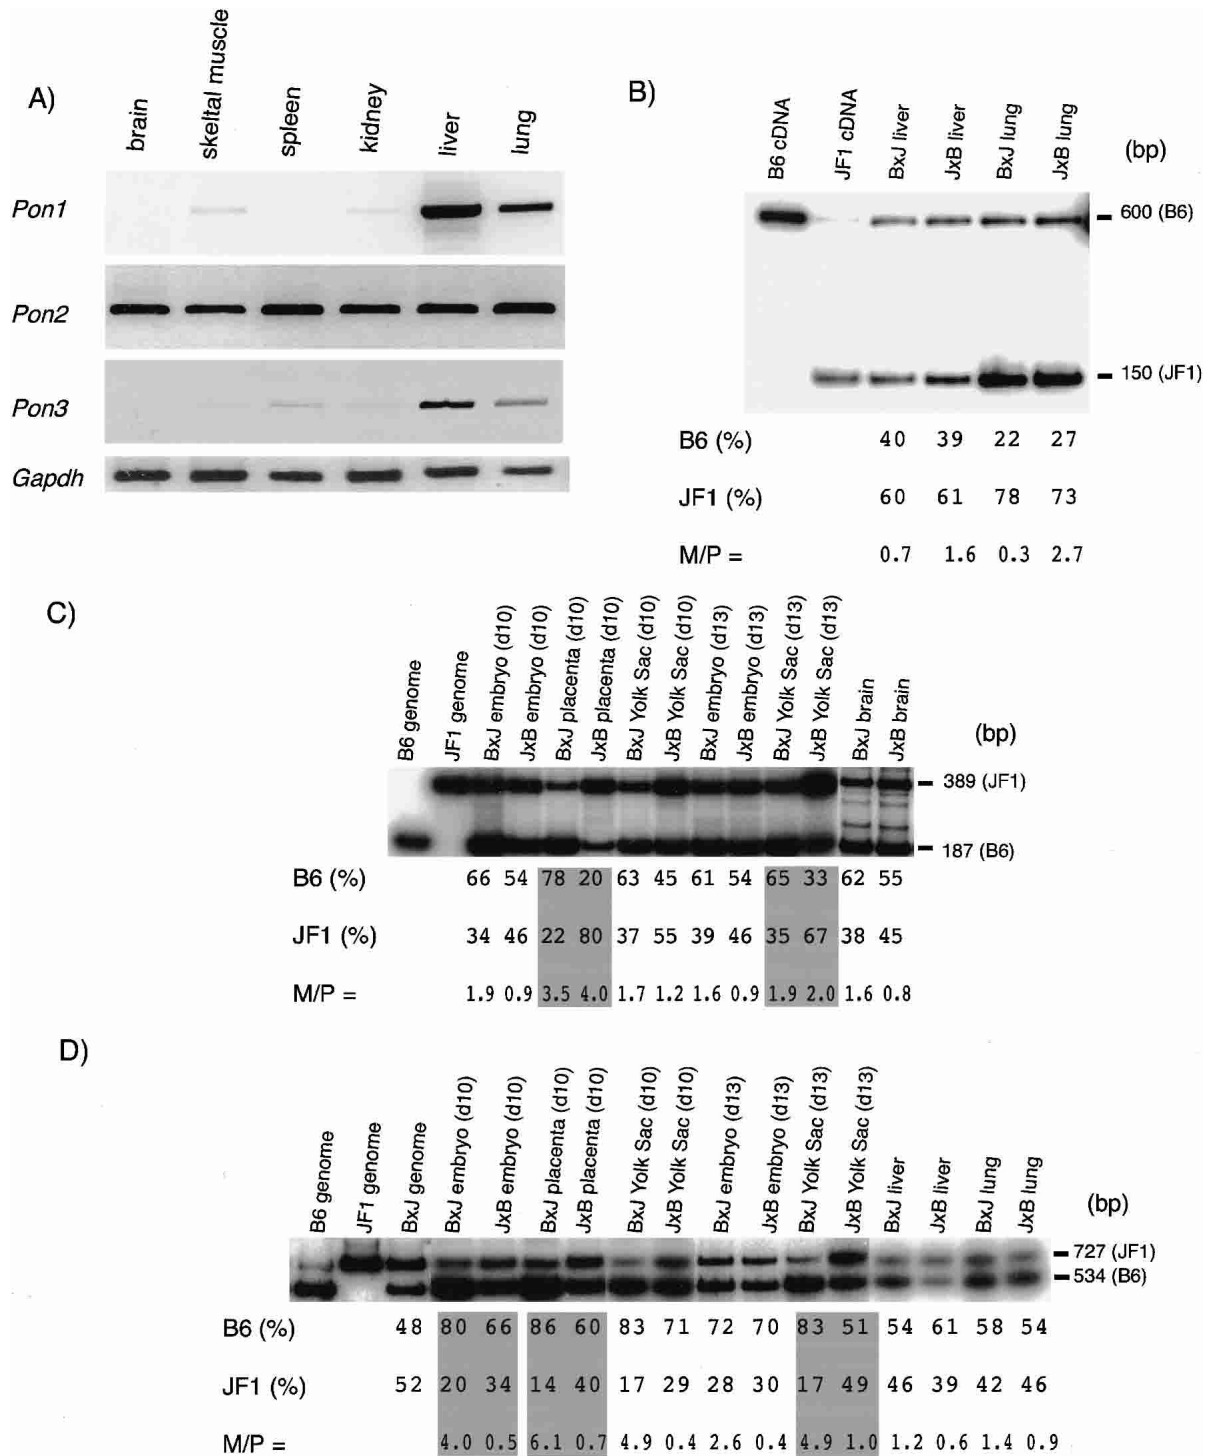 A)
brain
skeltal muscle
spleen
kidney
liver
lung
Pon1
Pon2
Pon3
Gapdh
B)
B6 cDNA
JF1 cDNA
BxJ liver
JxB liver
BxJ lung
JxB lung
(bp)
600 (B6)
150 (JF1)
B6 (%) 40 39 22 27
JF1 (%) 60 61 78 73
M/P = 0.7 1.6 0.3 2.7
C)
B6 genome
JF1 genome
BxJ embryo (d10)
JxB embryo (d10)
BxJ placenta (d10)
JxB placenta (d10)
BxJ Yolk Sac (d10)
JxB Yolk Sac (d10)
BxJ embryo (d13)
JxB embryo (d13)
BxJ Yolk Sac (d13)
JxB Yolk Sac (d13)
BxJ brain
JxB brain
(bp)
389 (JF1)
187 (B6)
B6 (%) 66 54 78 20 63 45 61 54 65 33 62 55
JF1 (%) 34 46 22 80 37 55 39 46 35 67 38 45
M/P = 1.9 0.9 3.5 4.0 1.7 1.2 1.6 0.9 1.9 2.0 1.6 0.8
D)
B6 genome
JF1 genome
BxJ genome
BxJ embryo (d10)
JxB embryo (d10)
BxJ placenta (d10)
JxB placenta (d10)
BxJ Yolk Sac (d10)
JxB Yolk Sac (d10)
BxJ embryo (d13)
JxB embryo (d13)
BxJ Yolk Sac (d13)
JxB Yolk Sac (d13)
BxJ liver
JxB liver
BxJ lung
JxB lung
(bp)
727 (JF1)
534 (B6)
B6 (%) 48 80 66 86 60 83 71 72 70 83 51 54 61 58 54
JF1 (%) 52 20 34 14 40 17 29 28 30 17 49 46 39 42 46
M/P = 4.0 0.5 6.1 0.7 4.9 0.4 2.6 0.4 4.9 1.0 1.2 0.6 1.4 0.9